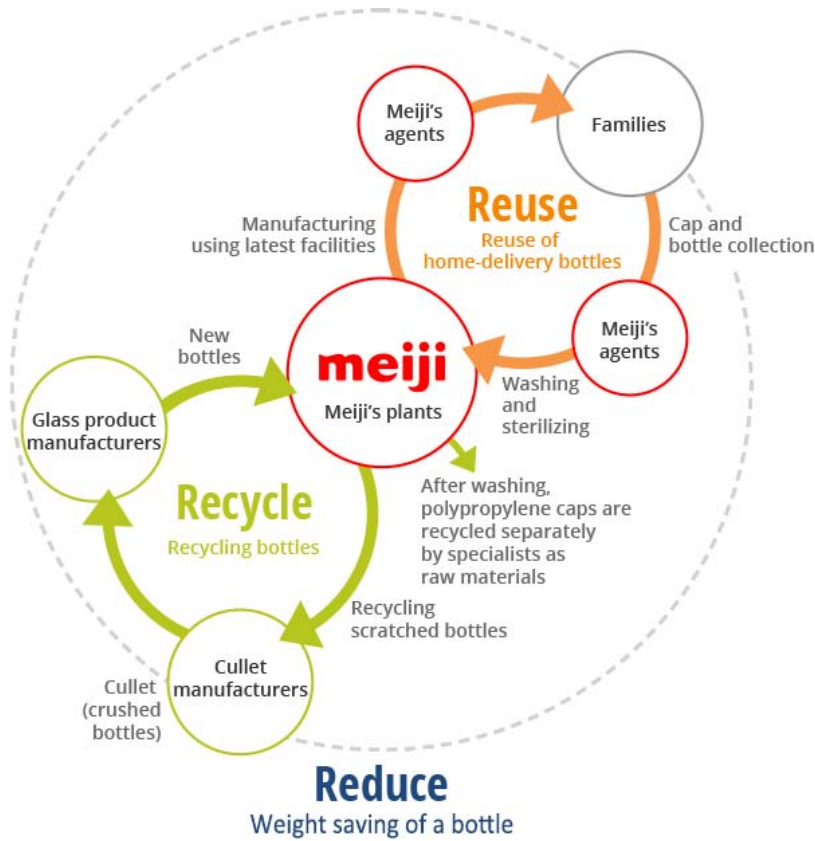 Meiji's
agents
Families
Reuse
Reuse of
home-delivery bottles
Manufacturing
using latest facilities
Cap and
bottle collection
Meiji's
agents
Washing
and
sterilizing
meiji
Meiji's plants
New
bottles
Glass product
manufacturers
Recycle
Recycling bottles
After washing,
polypropylene caps are
recycled separately
by specialists as
raw materials
Recycling
scratched bottles
Cullet
manufacturers
Cullet
(crushed
bottles)
Reduce
Weight saving of a bottle